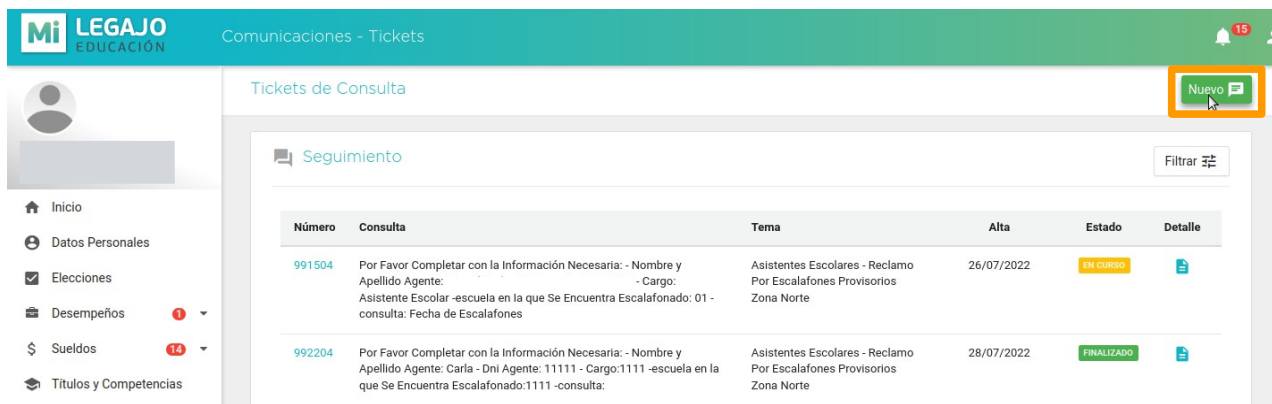 Mi LEGAJO
EDUCACIÓN
Comunicaciones - Tickets
15
Tickets de Consulta
Nuevo
Seguimiento
Filtrar
Inicio
Datos Personales
Elecciones
Desempeños 1
Sueldos 14
Títulos y Competencias
Número Consulta Tema Alta Estado Detalle
991504 Por Favor Completar con la Información Necesaria: - Nombre y Asistentes Escolares - Reclamo 26/07/2022 EN CURSO
Apellido Agente: - Cargo: Por Escalafones Provisorios
Asistente Escolar -escuela en la que Se Encuentra Escalafonado: 01 - Zona Norte
consulta: Fecha de Escalafones
992204 Por Favor Completar con la Información Necesaria: - Nombre y Asistentes Escolares - Reclamo 28/07/2022 FINALIZADO
Apellido Agente: Carla - Dni Agente: 11111 - Cargo:1111 -escuela en la Por Escalafones Provisorios
que Se Encuentra Escalafonado:1111 -consulta: Zona Norte